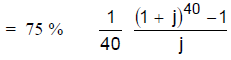 = 75 % 1/40 (1 + j)^40 − 1/j